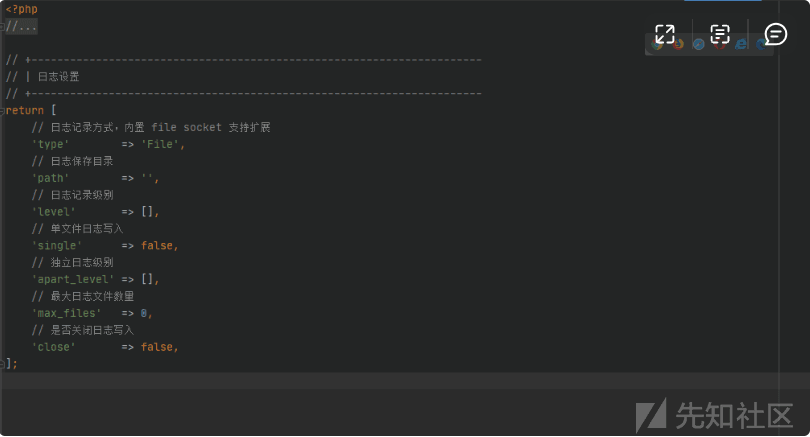 <?php
//...
// +----------------------------------------------------------------------
// | 日志设置
// +----------------------------------------------------------------------
return [
    // 日志记录方式，内置 file socket 支持扩展
    'type'        => 'File',
    // 日志保存目录
    'path'        => '',
    // 日志记录级别
    'level'       => [],
    // 单文件日志写入
    'single'      => false,
    // 独立日志级别
    'apart_level' => [],
    // 最大日志文件数量
    'max_files'   => 0,
    // 是否关闭日志写入
    'close'       => false,
];
先知社区